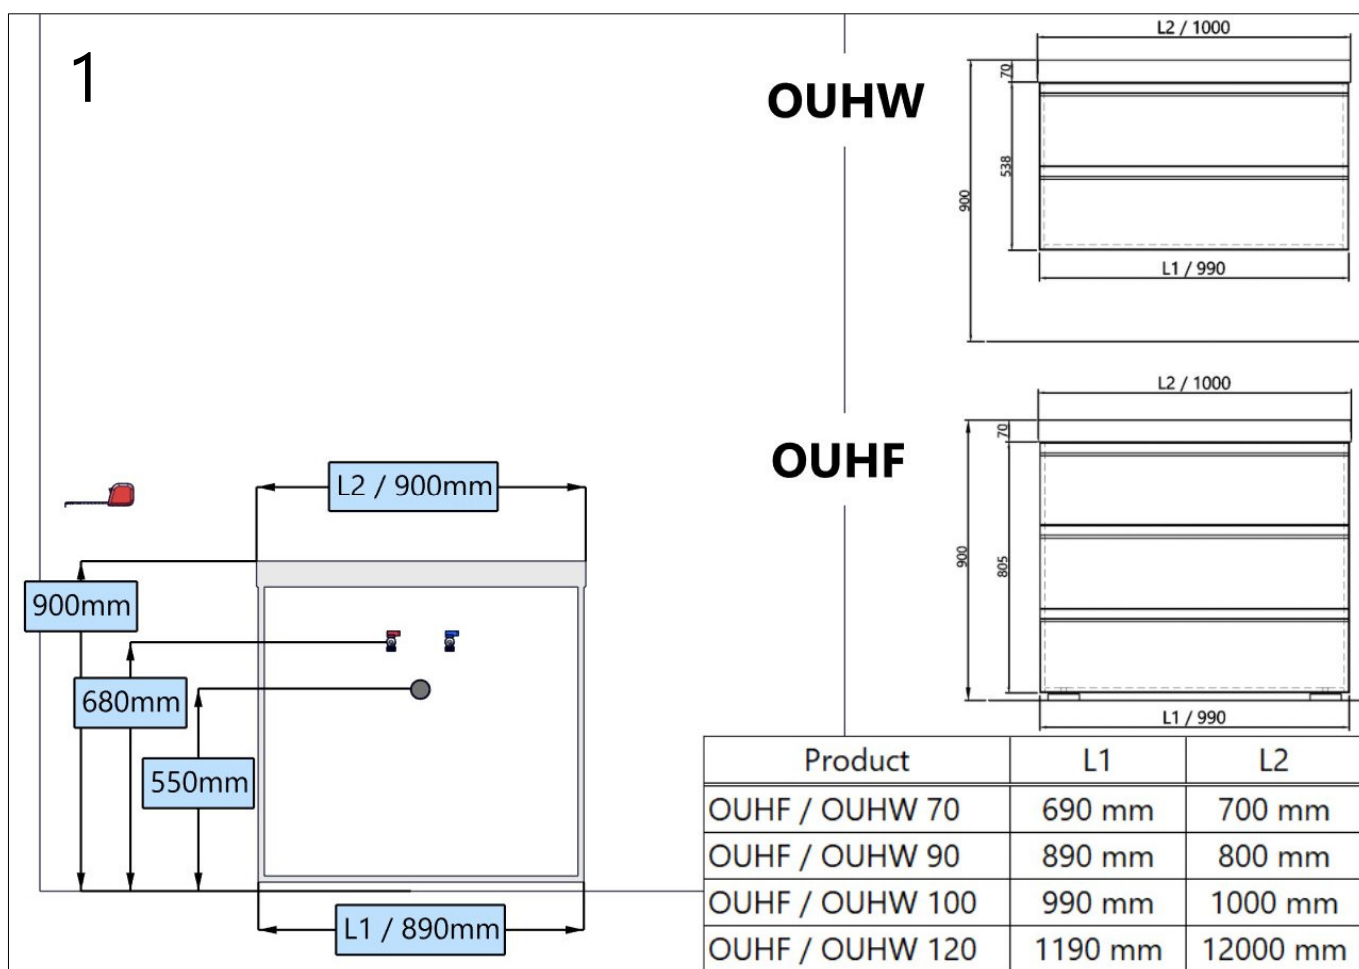 1
OUHW
L2 / 1000
70
538
900
L1 / 990
OUHF
L2 / 1000
70
805
900
L1 / 990
L2 / 900mm
900mm
680mm
550mm
L1 / 890mm
Product L1 L2
OUHF / OUHW 70 690 mm 700 mm
OUHF / OUHW 90 890 mm 800 mm
OUHF / OUHW 100 990 mm 1000 mm
OUHF / OUHW 120 1190 mm 12000 mm